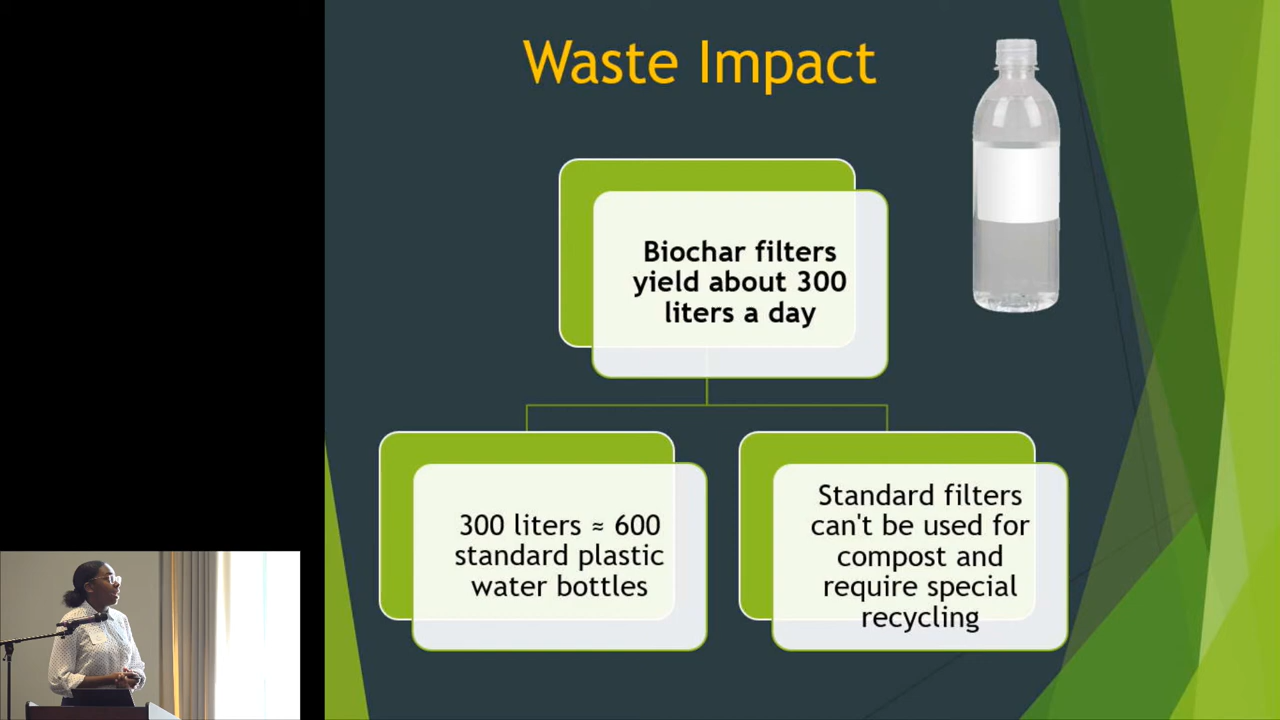 Waste Impact
Biochar filters
yield about 300
liters a day
300 liters ≈ 600
standard plastic
water bottles
Standard filters
can't be used for
compost and
require special
recycling